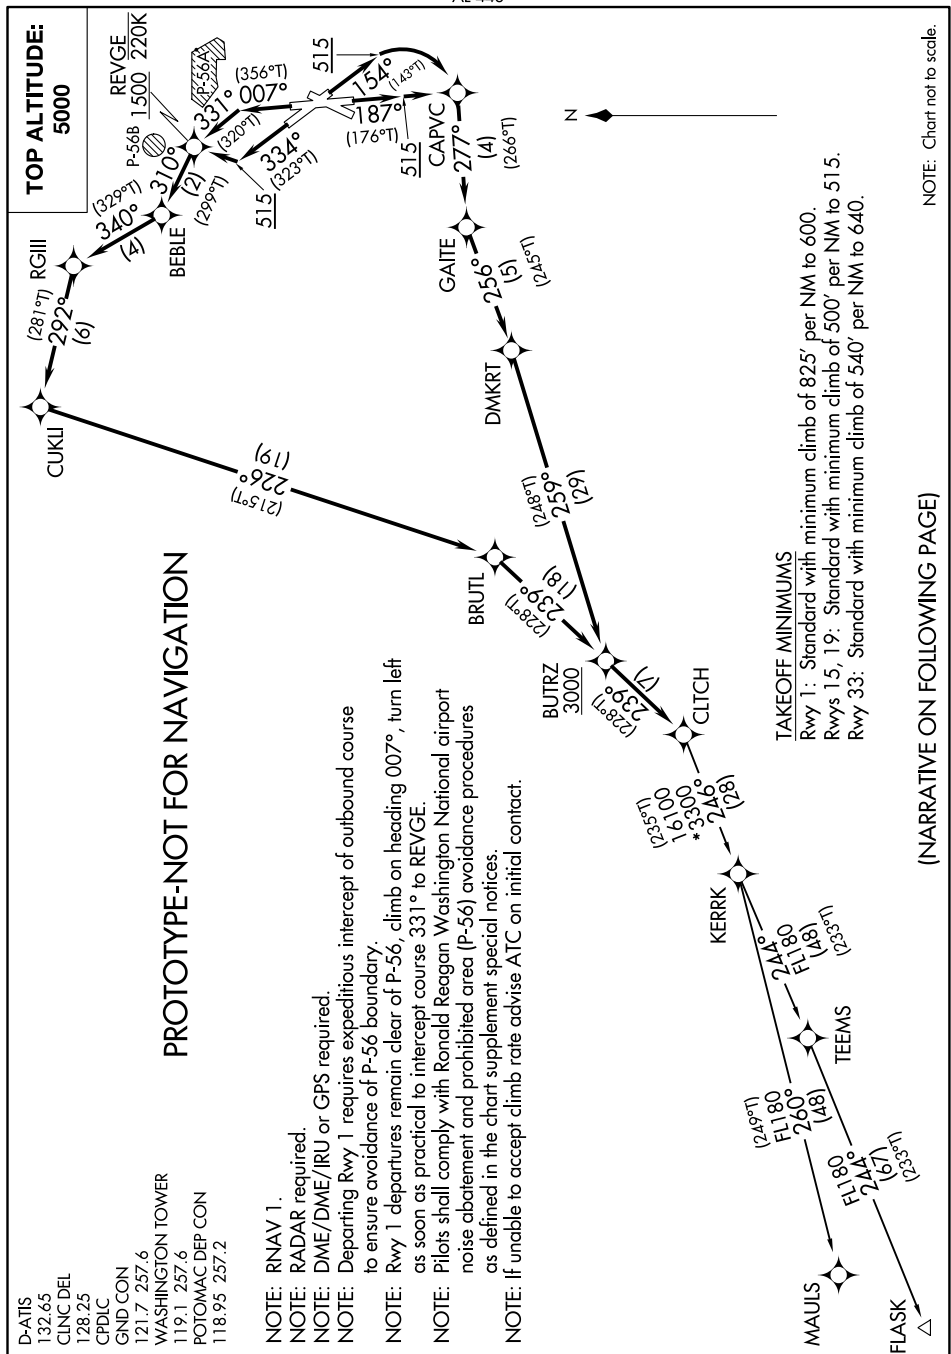 AL-443
TOP ALTITUDE:
5000
D-ATIS
132.65
CLNC DEL
128.25
CPDLC
GND CON
121.7 257.6
WASHINGTON TOWER
119.1 257.6
POTOMAC DEP CON
118.95 257.2
PROTOTYPE-NOT FOR NAVIGATION
NOTE: RNAV 1.
NOTE: RADAR required.
NOTE: DME/DME/IRU or GPS required.
NOTE: Departing Rwy 1 requires expeditious intercept of outbound course
to ensure avoidance of P-56 boundary.
NOTE: Rwy 1 departures remain clear of P-56, climb on heading 007°, turn left
as soon as practical to intercept course 331° to REVGE.
NOTE: Pilots shall comply with Ronald Reagan Washington National airport
noise abatement and prohibited area (P-56) avoidance procedures
as defined in the chart supplement special notices.
NOTE: If unable to accept climb rate advise ATC on initial contact.
CUKLI
(281°T)
292°
(6)
RGIII
(329°T)
340°
(4)
BEBLE
310°
(2)
(299°T)
P-56B
REVGE
1500 220K
P-56A
331°
(320°T)
(356°T)
007°
334°
(323°T)
515
515
154°
(143°T)
187°
(176°T)
515
CAPVC
277°
(4)
(266°T)
GAITE
256°
(5)
(245°T)
DMKRT
(248°T)
259°
(29)
(19)
226°
(215°T)
BRUTL
(18)
239°
(228°T)
BUTRZ
3000
(7)
239°
(228°T)
CLTCH
(235°T)
16100
*3300
246°
(28)
KERRK
244°
FL180
(48)
(233°T)
TEEMS
(249°T)
FL180
260°
(48)
MAULS
FL180
244°
(67)
(233°T)
FLASK
N
TAKEOFF MINIMUMS
Rwy 1: Standard with minimum climb of 825' per NM to 600.
Rwys 15, 19: Standard with minimum climb of 500' per NM to 515.
Rwy 33: Standard with minimum climb of 540' per NM to 640.
(NARRATIVE ON FOLLOWING PAGE)
NOTE: Chart not to scale.